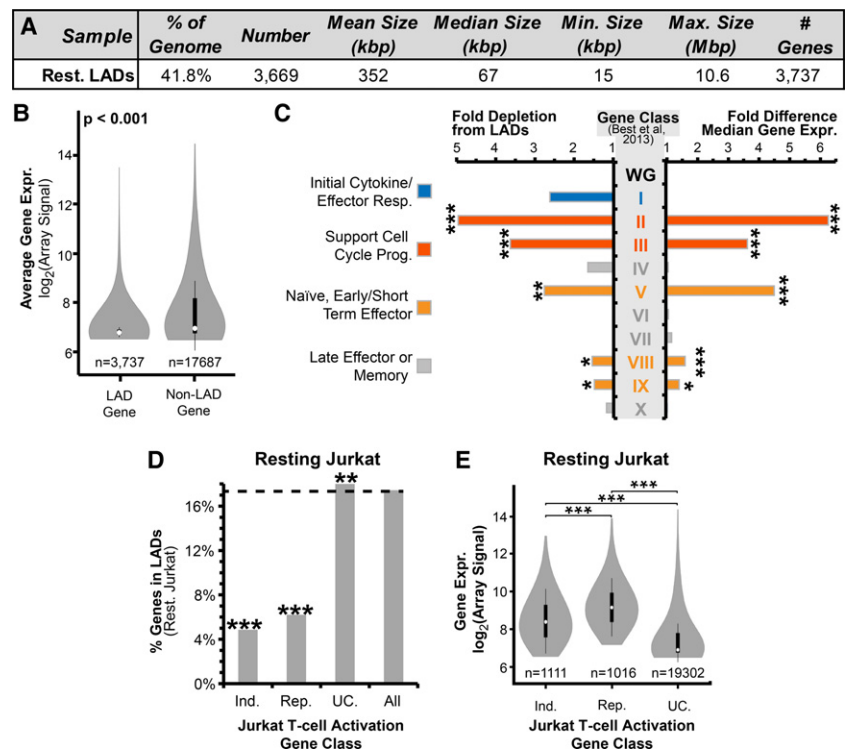 A
Sample
% of Genome
Number
Mean Size (kbp)
Median Size (kbp)
Min. Size (kbp)
Max. Size (Mbp)
# Genes
Rest. LADs 41.8% 3,669 352 67 15 10.6 3,737
B
p < 0.001
Average Gene Expr.
log2(Array Signal)
14
12
10
8
6
n=3,737 n=17687
LAD Gene
Non-LAD Gene
C
Fold Depletion from LADs
Gene Class
(Best et al, 2013)
Fold Difference Median Gene Expr.
5 4 3 2 1
1 2 3 4 5 6
WG
I
*** II ***
*** III ***
IV
** V ***
VI
VII
* VIII ***
* IX *
X
Initial Cytokine/
Effector Resp.
Support Cell
Cycle Prog.
Naïve, Early/Short
Term Effector
Late Effector or
Memory
D
Resting Jurkat
% Genes in LADs
(Rest. Jurkat)
16%
12%
8%
4%
0%
*** *** **
Ind. Rep. UC. All
Jurkat T-cell Activation
Gene Class
E
Resting Jurkat
Gene Expr.
log2(Array Signal)
14
12
10
8
6
***
***
***
n=1111 n=1016 n=19302
Ind. Rep. UC.
Jurkat T-cell Activation
Gene Class